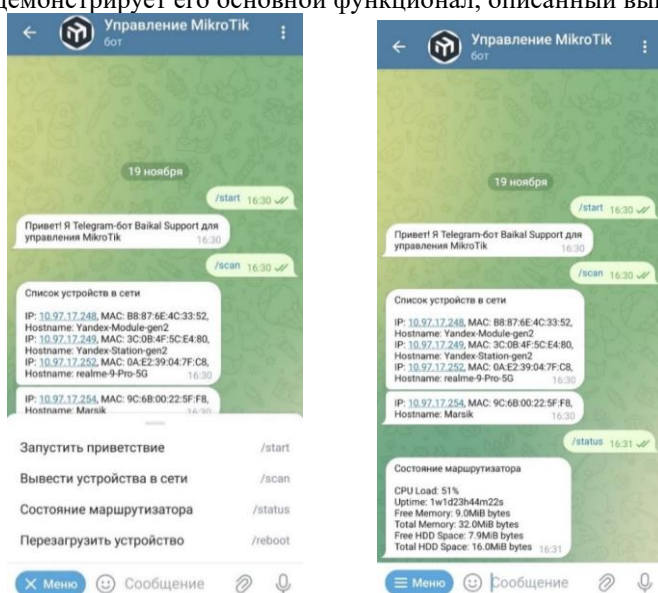 демонстрирует его основной функционал, описанный
Управление MikroTik
бот
19 ноября
/start 16:30
Привет! Я Telegram-бот Baikal Support для
управления MikroTik 16:30
/scan 16:30
Список устройств в сети
IP: 10.97.17.248, MAC: B8:87:6E:4C:33:52,
Hostname: Yandex-Module-gen2
IP: 10.97.17.249, MAC: 3C:0B:4F:5C:E4:80,
Hostname: Yandex-Station-gen2
IP: 10.97.17.252, MAC: 0A:E2:39:04:7F:C8,
Hostname: realme-9-Pro-5G 16:30
IP: 10.97.17.254, MAC: 9C:6B:00:22:5F:F8,
Hostname: Marsik 16:30
Запустить приветствие /start
Вывести устройства в сети /scan
Состояние маршрутизатора /status
Перезагрузить устройство /reboot
Меню Сообщение
Управление MikroTik
бот
19 ноября
/start 16:30
Привет! Я Telegram-бот Baikal Support для
управления MikroTik 16:30
/scan 16:30
Список устройств в сети
IP: 10.97.17.248, MAC: B8:87:6E:4C:33:52,
Hostname: Yandex-Module-gen2
IP: 10.97.17.249, MAC: 3C:0B:4F:5C:E4:80,
Hostname: Yandex-Station-gen2
IP: 10.97.17.252, MAC: 0A:E2:39:04:7F:C8,
Hostname: realme-9-Pro-5G 16:30
IP: 10.97.17.254, MAC: 9C:6B:00:22:5F:F8,
Hostname: Marsik 16:30
/status 16:31
Состояние маршрутизатора
CPU Load: 51%
Uptime: 1w1d23h44m22s
Free Memory: 9.0MiB bytes
Total Memory: 32.0MiB bytes
Free HDD Space: 7.9MiB bytes
Total HDD Space: 16.0MiB bytes 16:31
Меню Сообщение